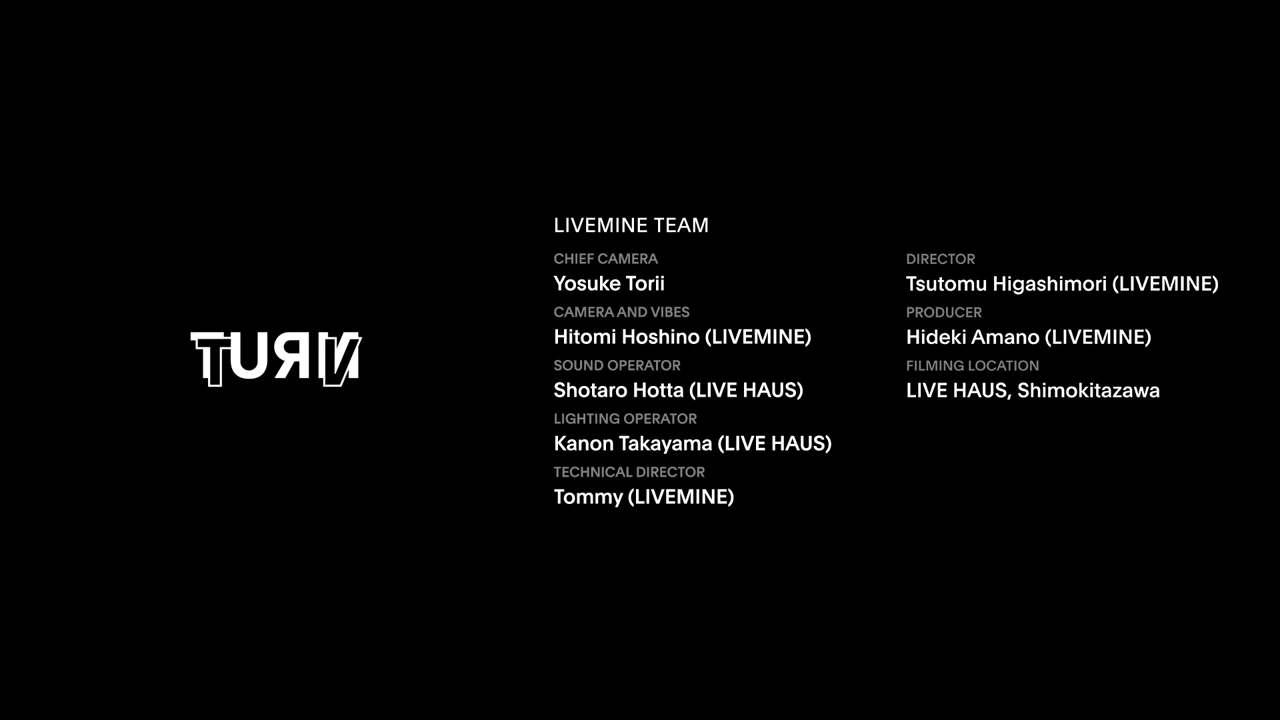 TURN
LIVEMINE TEAM
CHIEF CAMERA
Yosuke Torii
CAMERA AND VIBES
Hitomi Hoshino (LIVEMINE)
SOUND OPERATOR
Shotaro Hotta (LIVE HAUS)
LIGHTING OPERATOR
Kanon Takayama (LIVE HAUS)
TECHNICAL DIRECTOR
Tommy (LIVEMINE)
DIRECTOR
Tsutomu Higashimori (LIVEMINE)
PRODUCER
Hideki Amano (LIVEMINE)
FILMING LOCATION
LIVE HAUS, Shimokitazawa